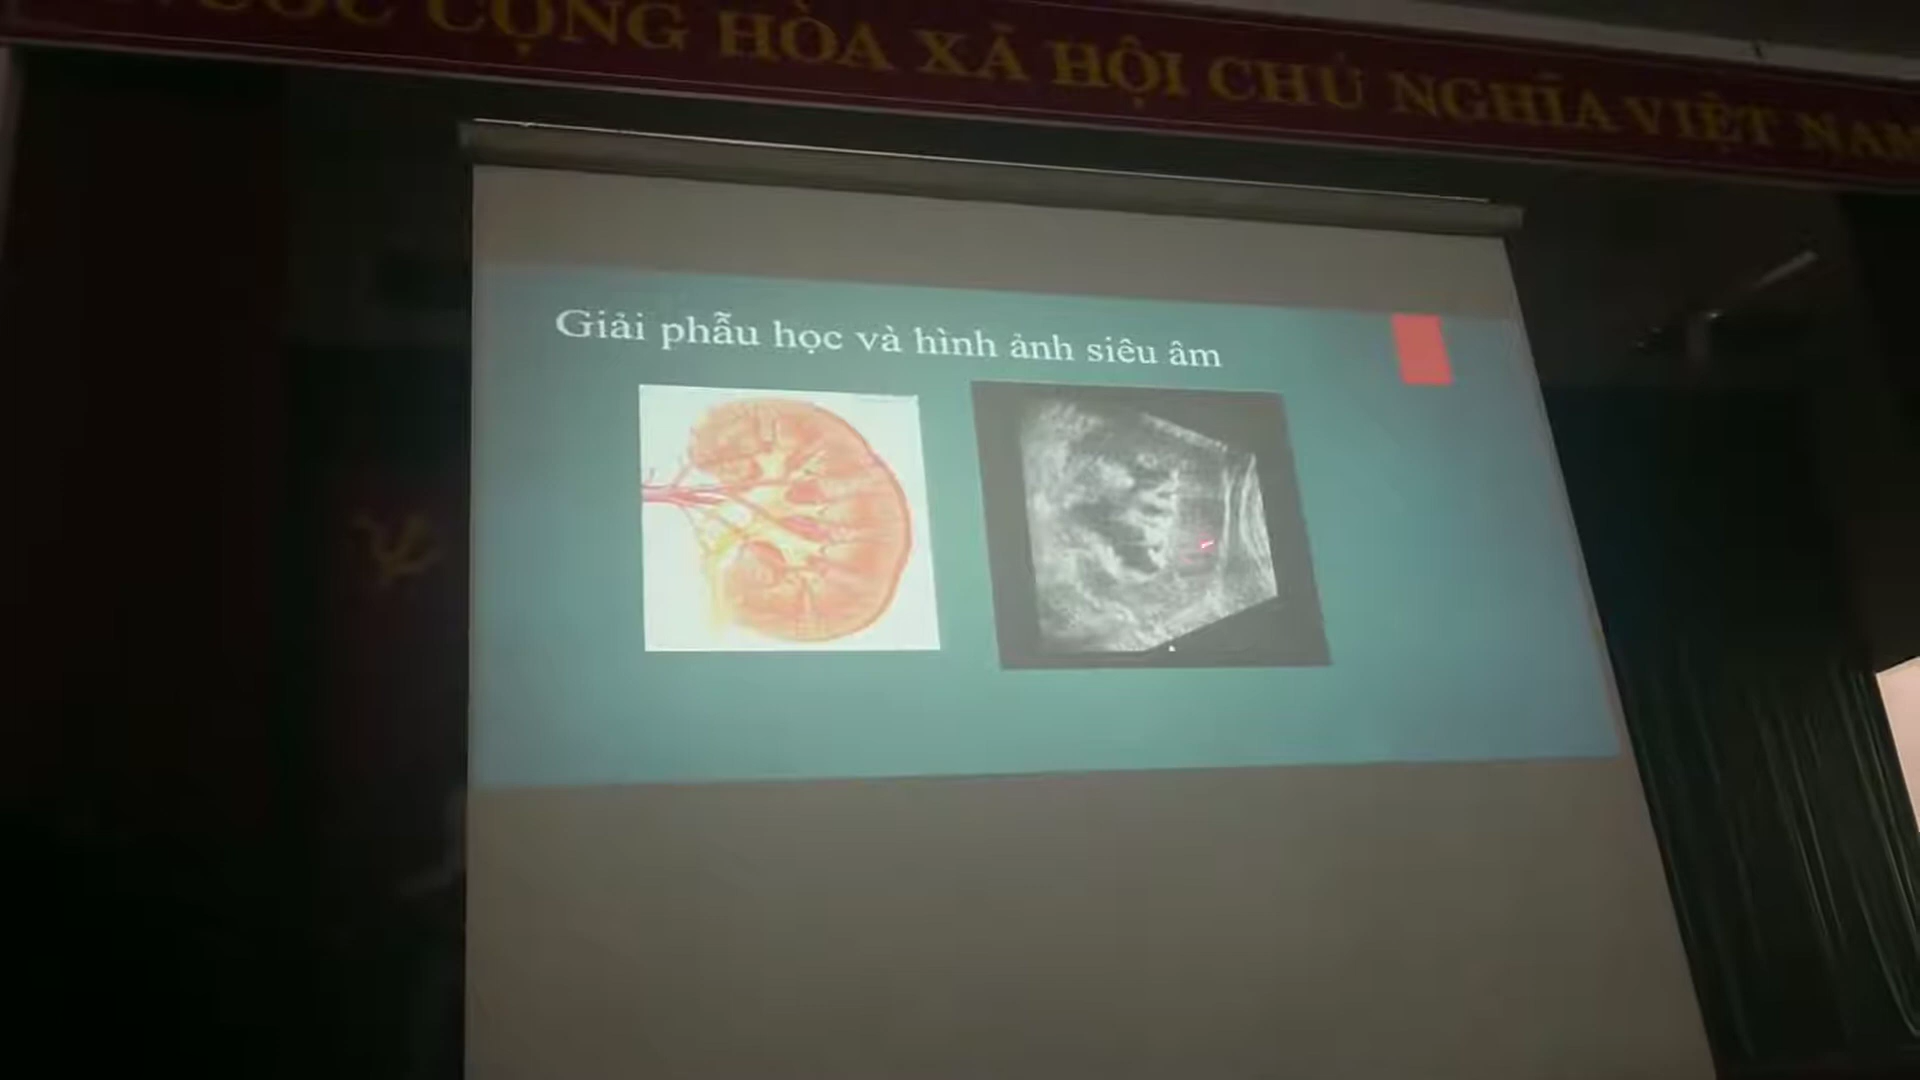 CỘNG HÒA XÃ HỘI CHỦ NGHĨA VIỆT NAM
Giải phẫu học và hình ảnh siêu âm